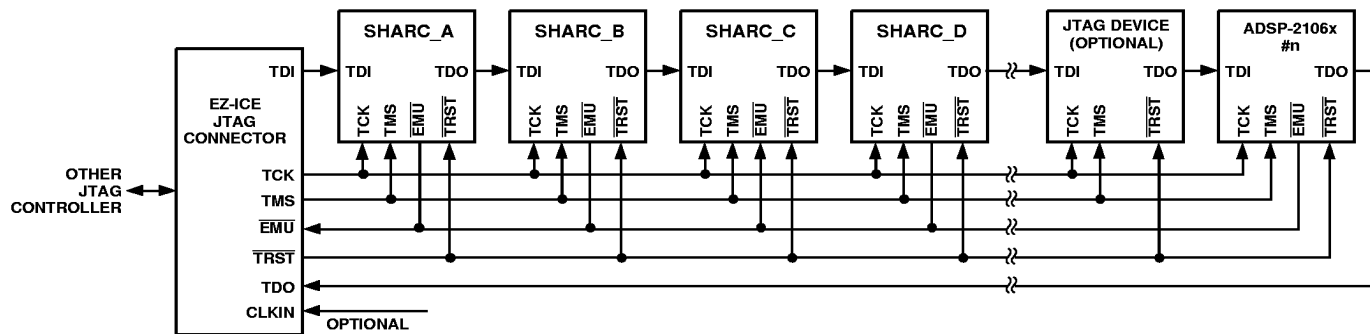 SHARC_A
SHARC_B
SHARC_C
SHARC_D
JTAG DEVICE
(OPTIONAL)
ADSP-2106x
#n
TDI
TDI
TDO
TDI
TDO
TDI
TDO
TDI
TDO
TDI
TDO
TDI
TDO
EZ-ICE
JTAG
CONNECTOR
TCK
TMS
EMU
TRST
TCK
TMS
EMU
TRST
TCK
TMS
EMU
TRST
TCK
TMS
EMU
TRST
TCK
TMS
TRST
TCK
TMS
EMU
TRST
OTHER
JTAG
CONTROLLER
TCK
TMS
EMU
TRST
TDO
CLKIN
OPTIONAL